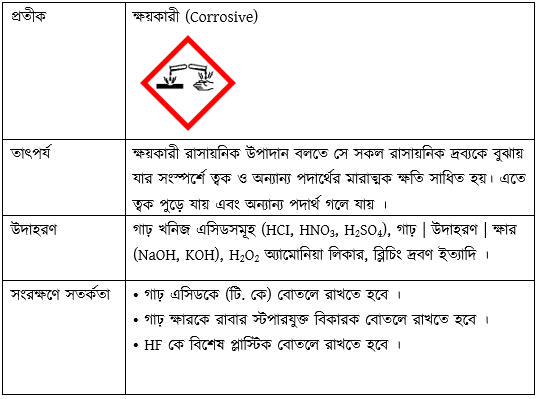 প্রতীক
ক্ষয়কারী (Corrosive)
তাৎপর্য
ক্ষয়কারী রাসায়নিক উপাদান বলতে সে সকল রাসায়নিক দ্রব্যকে বুঝায়
যার সংস্পর্শে ত্বক ও অন্যান্য পদার্থের মারাত্মক ক্ষতি সাধিত হয়। এতে
ত্বক পুড়ে যায় এবং অন্যান্য পদার্থ গলে যায় ।
উদাহরণ
গাঢ় খনিজ এসিডসমূহ (HCI, HNO₃, H₂SO₄), গাঢ় | উদাহরণ | ক্ষার
(NaOH, KOH), H₂O₂ অ্যামোনিয়া লিকার, ব্লিচিং দ্রবণ ইত্যাদি ।
সংরক্ষণে সতর্কতা
• গাঢ় এসিডকে (টি. কে) বোতলে রাখতে হবে ।
• গাঢ় ক্ষারকে রাবার স্টপারযুক্ত বিকারক বোতলে রাখতে হবে ।
• HF কে বিশেষ প্লাস্টিক বোতলে রাখতে হবে ।